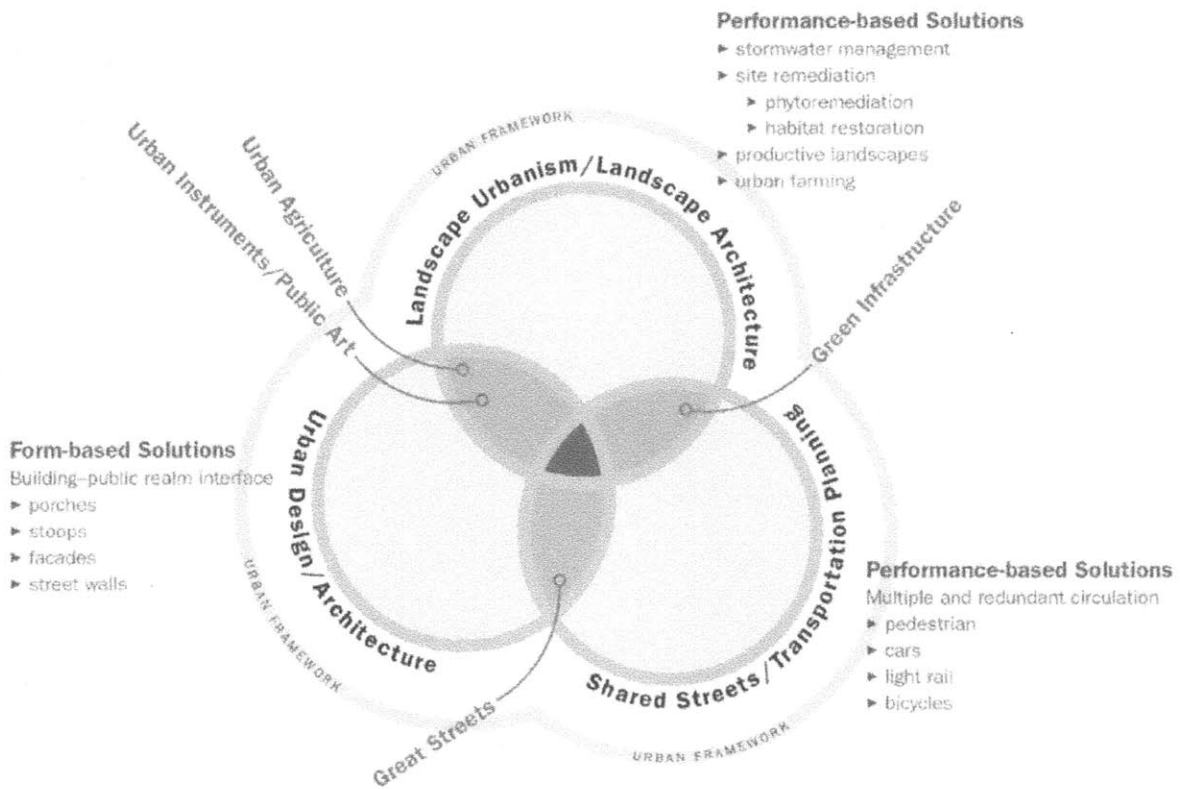 Performance-based Solutions
► stormwater management
► site remediation
► phytoremediation
► habitat restoration
► productive landscapes
► urban farming
URBAN FRAMEWORK
Landscape Urbanism/Landscape Architecture
Urban Agriculture
Urban Instruments/Public Art
Green Infrastructure
Form-based Solutions
Building–public realm interface
► porches
► stoops
► facades
► street walls
Urban Design/Architecture
URBAN FRAMEWORK
Great Streets
Shared Streets/Transportation Planning
URBAN FRAMEWORK
Performance-based Solutions
Multiple and redundant circulation
► pedestrian
► cars
► light rail
► bicycles